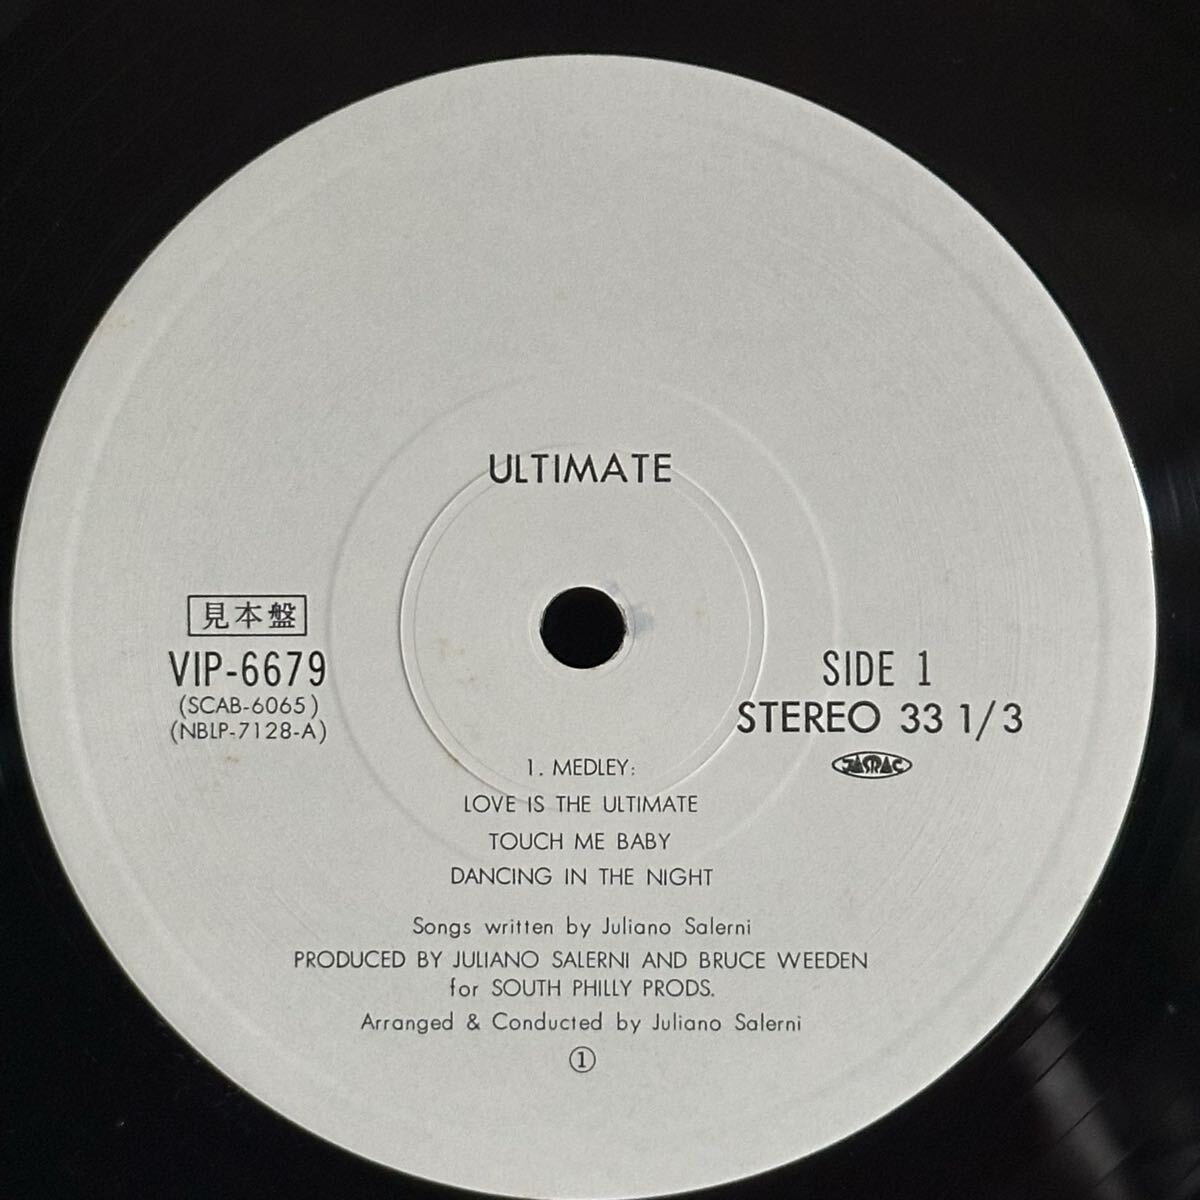 ULTIMATE
見本盤
VIP-6679
(SCAB-6065)
(NBLP-7128-A)
SIDE 1
STEREO 33 1/3
JASRAC
1. MEDLEY:
LOVE IS THE ULTIMATE
TOUCH ME BABY
DANCING IN THE NIGHT
Songs written by Juliano Salerni
PRODUCED BY JULIANO SALERNI AND BRUCE WEEDEN
for SOUTH PHILLY PRODS.
Arranged & Conducted by Juliano Salerni
①